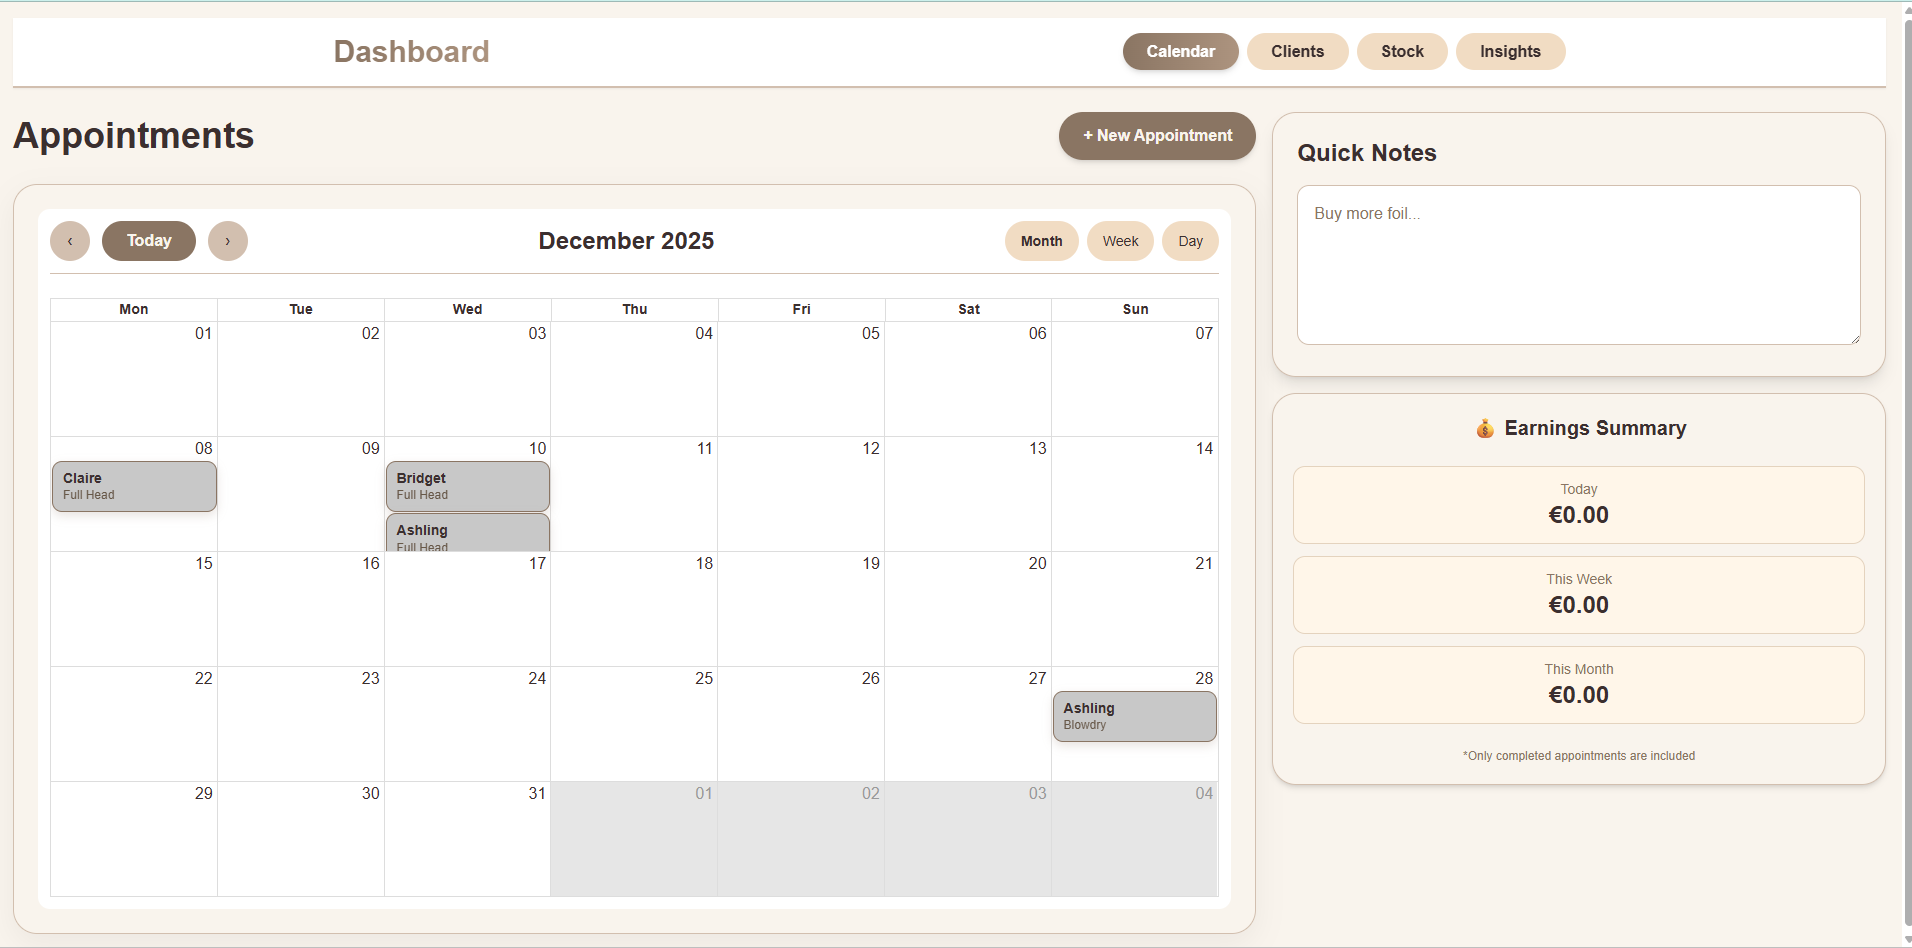 Dashboard
Calendar
Clients
Stock
Insights
Appointments
+ New Appointment
‹
Today
›
December 2025
Month
Week
Day
Mon Tue Wed Thu Fri Sat Sun
01 02 03 04 05 06 07
08 09 10 11 12 13 14
Claire
Full Head
Bridget
Full Head
Ashling
Full Head
15 16 17 18 19 20 21
22 23 24 25 26 27 28
Ashling
Blowdry
29 30 31 01 02 03 04
Quick Notes
Buy more foil...
💰 Earnings Summary
Today
€0.00
This Week
€0.00
This Month
€0.00
*Only completed appointments are included